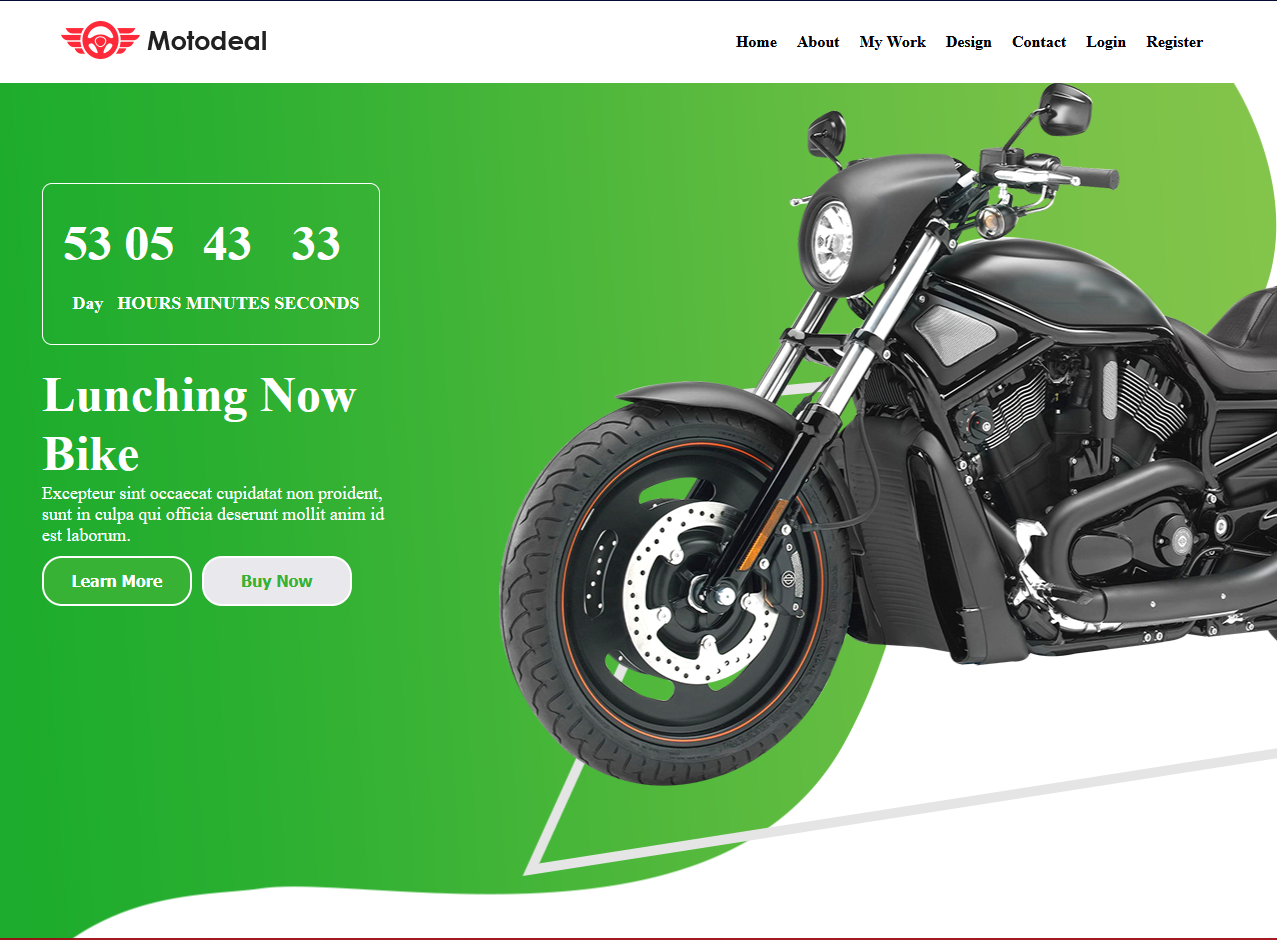 Motodeal
Home About My Work Design Contact Login Register
53 05 43 33
Day HOURS MINUTES SECONDS
Lunching Now
Bike
Excepteur sint occaecat cupidatat non proident,
sunt in culpa qui officia deserunt mollit anim id
est laborum.
Learn More Buy Now